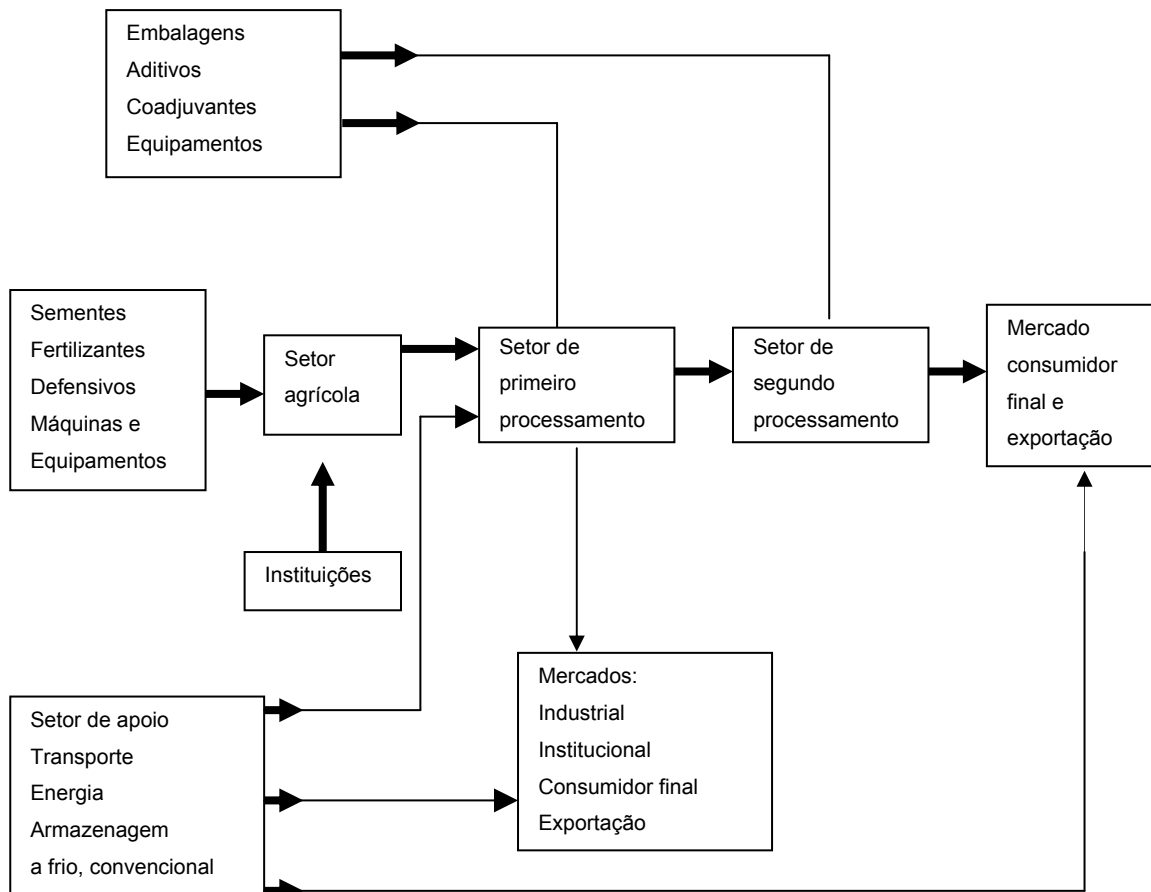 Embalagens
Aditivos
Coadjuvantes
Equipamentos
Sementes
Fertilizantes
Defensivos
Máquinas e
Equipamentos
Setor
agrícola
Setor de
primeiro
processamento
Setor de
segundo
processamento
Mercado
consumidor
final e
exportação
Instituições
Setor de apoio
Transporte
Energia
Armazenagem
a frio, convencional
Mercados:
Industrial
Institucional
Consumidor final
Exportação